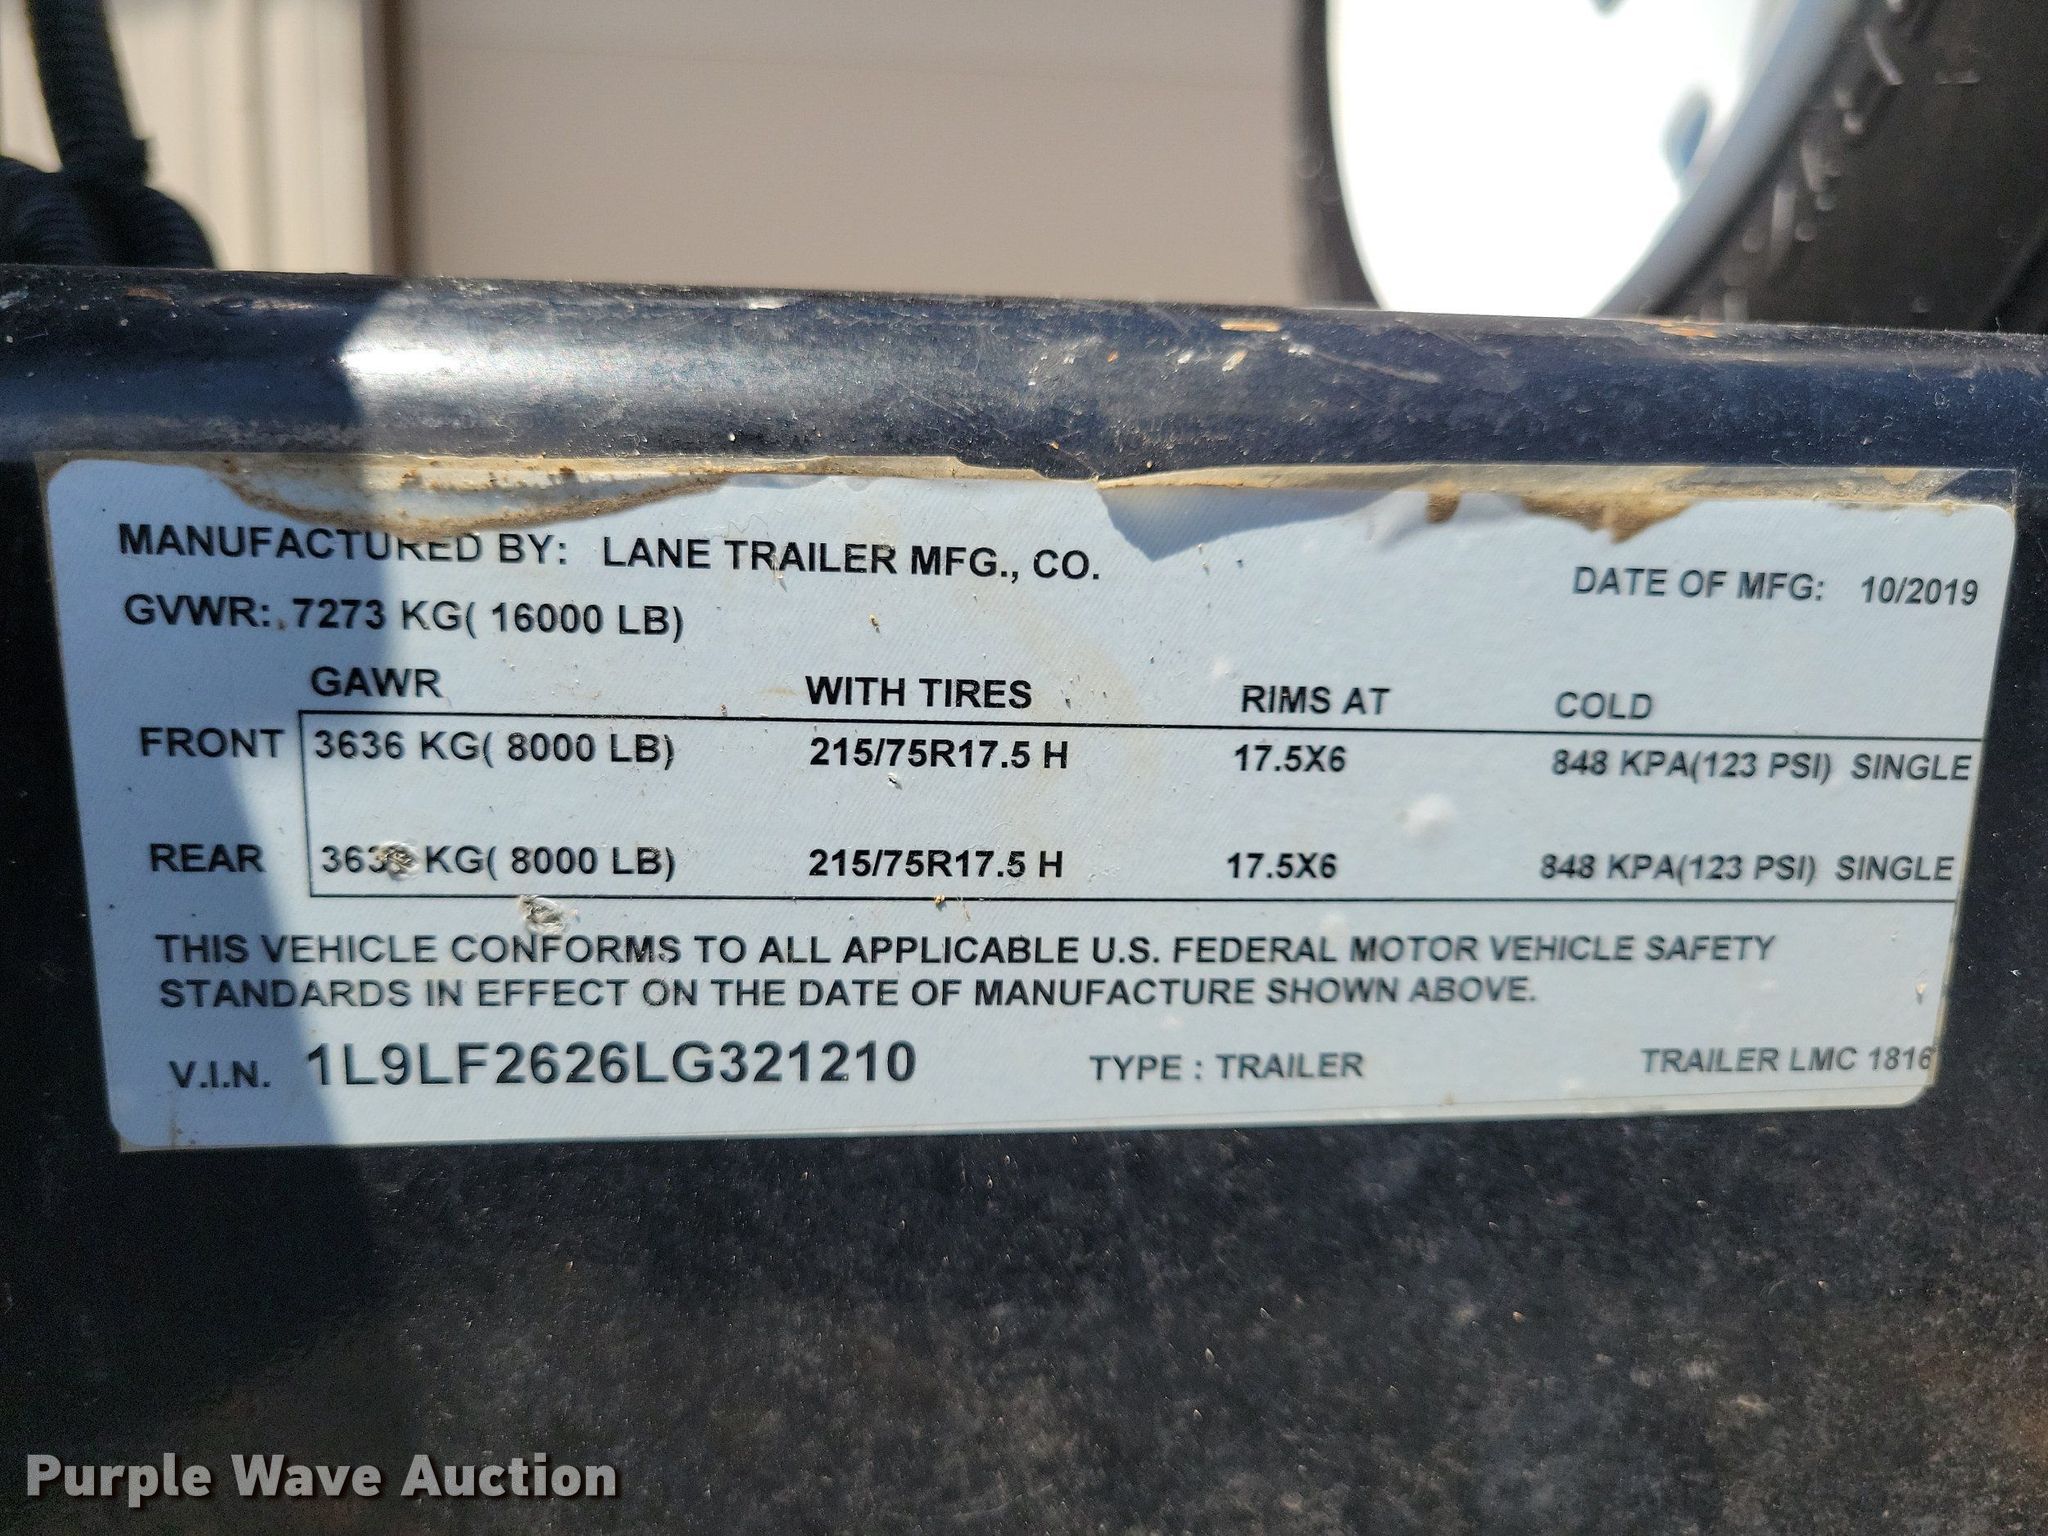 MANUFACTURED BY: LANE TRAILER MFG., CO.
DATE OF MFG: 10/2019
GVWR: 7273 KG( 16000 LB)
GAWR WITH TIRES RIMS AT COLD
FRONT 3636 KG( 8000 LB) 215/75R17.5 H 17.5X6 848 KPA(123 PSI) SINGLE
REAR 3636 KG( 8000 LB) 215/75R17.5 H 17.5X6 848 KPA(123 PSI) SINGLE
THIS VEHICLE CONFORMS TO ALL APPLICABLE U.S. FEDERAL MOTOR VEHICLE SAFETY
STANDARDS IN EFFECT ON THE DATE OF MANUFACTURE SHOWN ABOVE.
V.I.N. 1L9LF2626LG321210 TYPE : TRAILER TRAILER LMC 1816
Purple Wave Auction